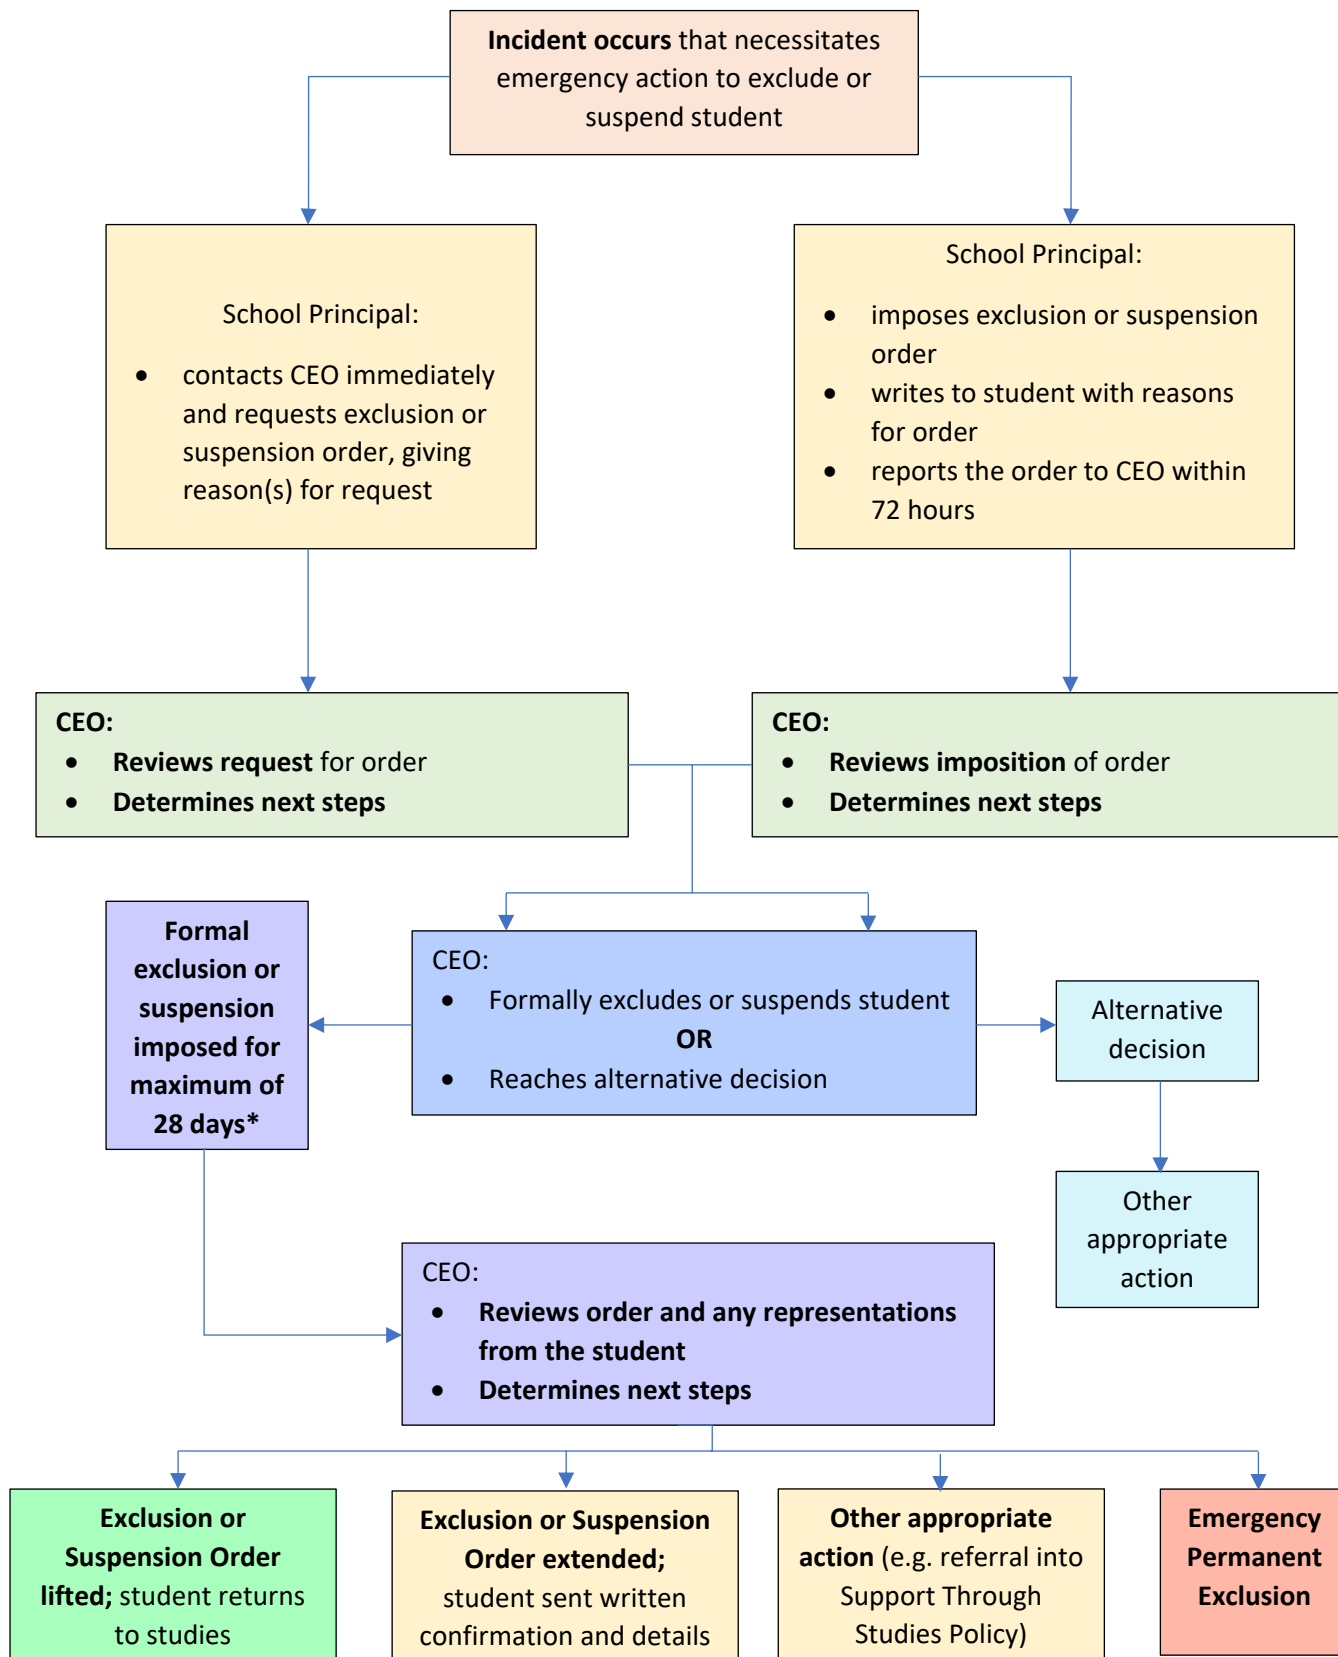 Incident occurs that necessitates
emergency action to exclude or
suspend student
School Principal:
• contacts CEO immediately
and requests exclusion or
suspension order, giving
reason(s) for request
School Principal:
• imposes exclusion or suspension
order
• writes to student with reasons
for order
• reports the order to CEO within
72 hours
CEO:
• Reviews request for order
• Determines next steps
CEO:
• Reviews imposition of order
• Determines next steps
Formal
exclusion or
suspension
imposed for
maximum of
28 days*
CEO:
• Formally excludes or suspends student
OR
• Reaches alternative decision
Alternative
decision
Other
appropriate
action
CEO:
• Reviews order and any representations
from the student
• Determines next steps
Exclusion or
Suspension Order
lifted; student returns
to studies
Exclusion or Suspension
Order extended;
student sent written
confirmation and details
Other appropriate
action (e.g. referral into
Support Through
Studies Policy)
Emergency
Permanent
Exclusion